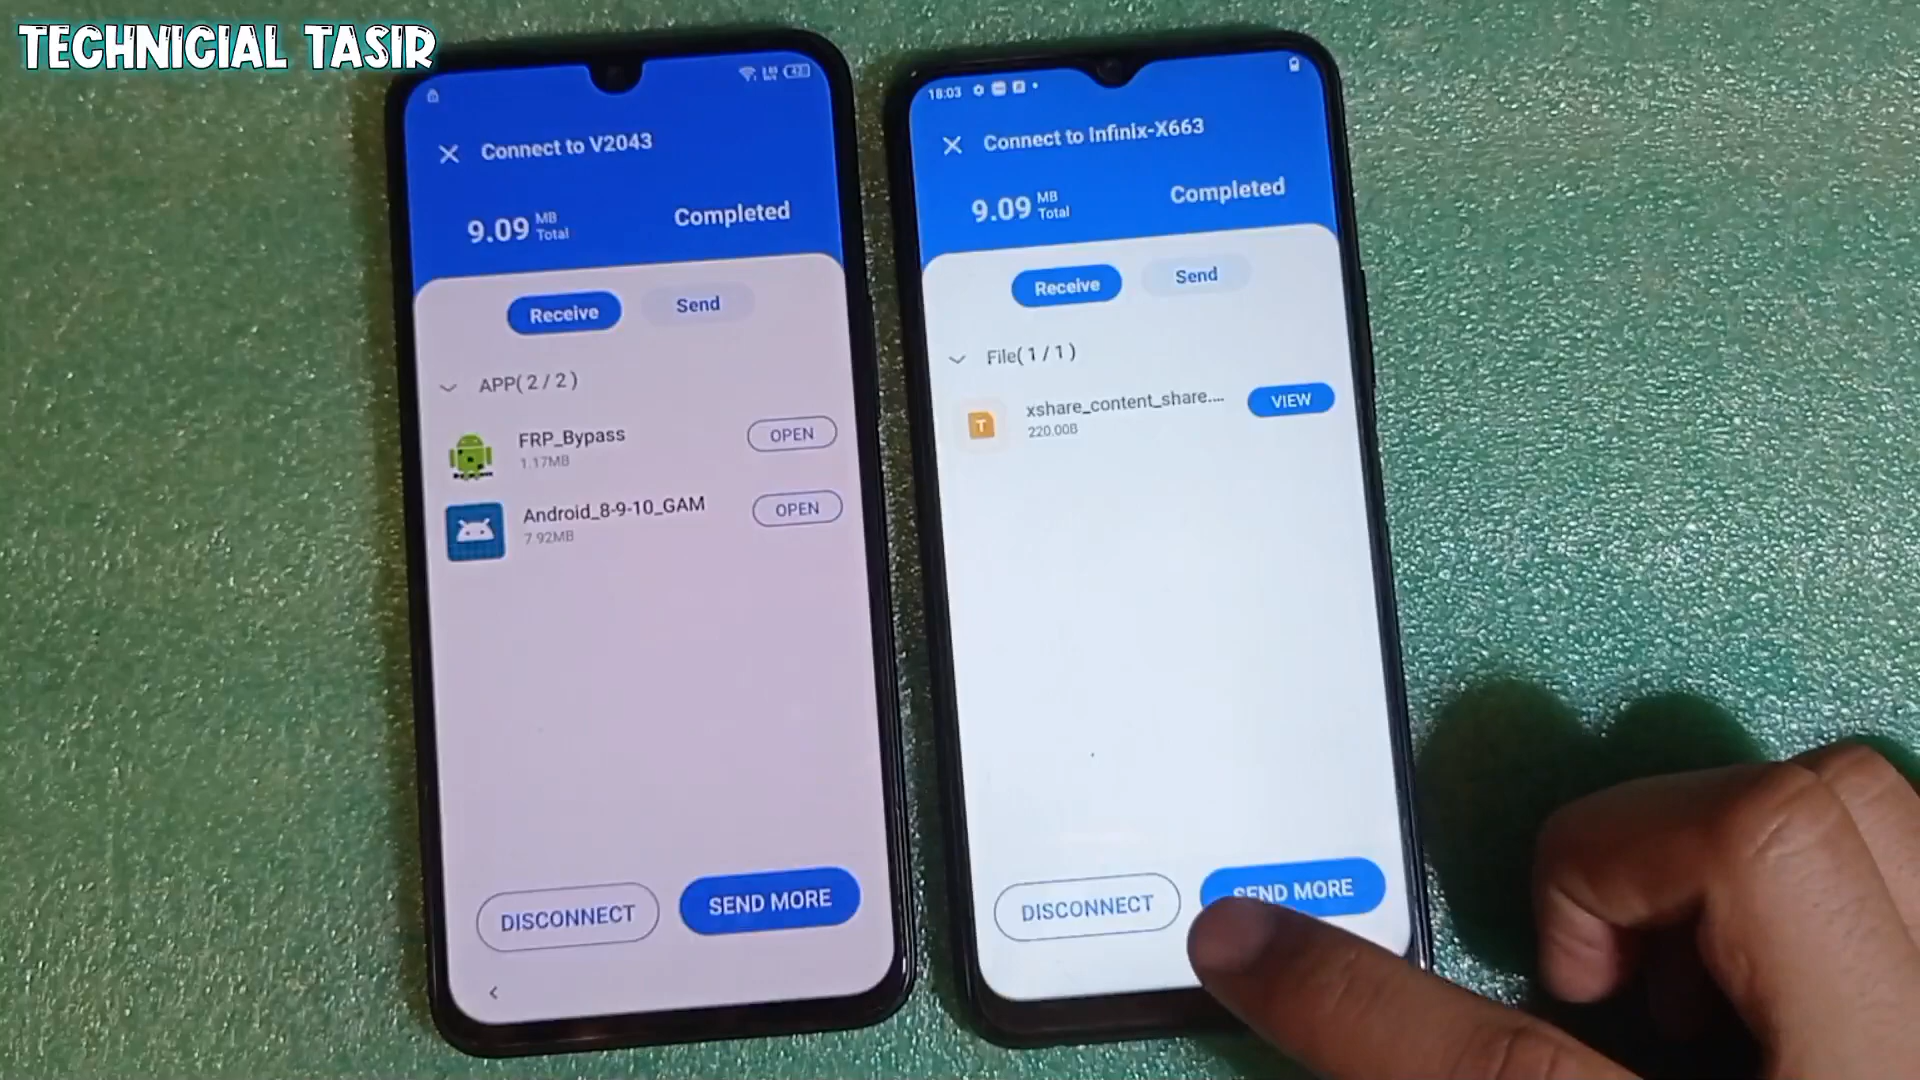 TECHNICIAL TASIR
Connect to V2043
9.09 MB Total
Completed
Receive
Send
APP( 2 / 2 )
FRP_Bypass
1.17MB
OPEN
Android_8-9-10_GAM
7.92MB
OPEN
DISCONNECT
SEND MORE
18:03
Connect to Infinix-X663
9.09 MB Total
Completed
Receive
Send
File( 1 / 1 )
xshare_content_share....
220.00B
VIEW
DISCONNECT
SEND MORE